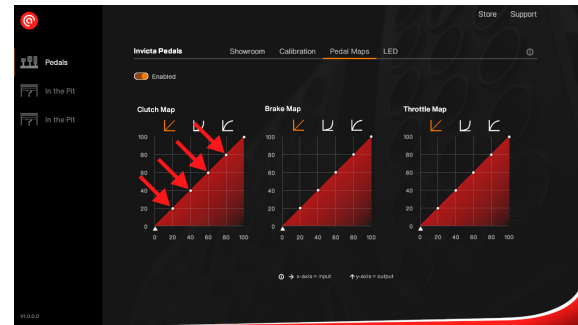 Store Support
Invicta Pedals Showroom Calibration Pedal Maps LED
Pedals
Enabled
In the Pit
In the Pit
Clutch Map Brake Map Throttle Map
100 100 100
80 80 80
60 60 60
40 40 40
20 20 20
0 0 0
0 20 40 60 80 100 0 20 40 60 80 100 0 20 40 60 80 100
x-axis = input y-axis = output
V1.0.0.0